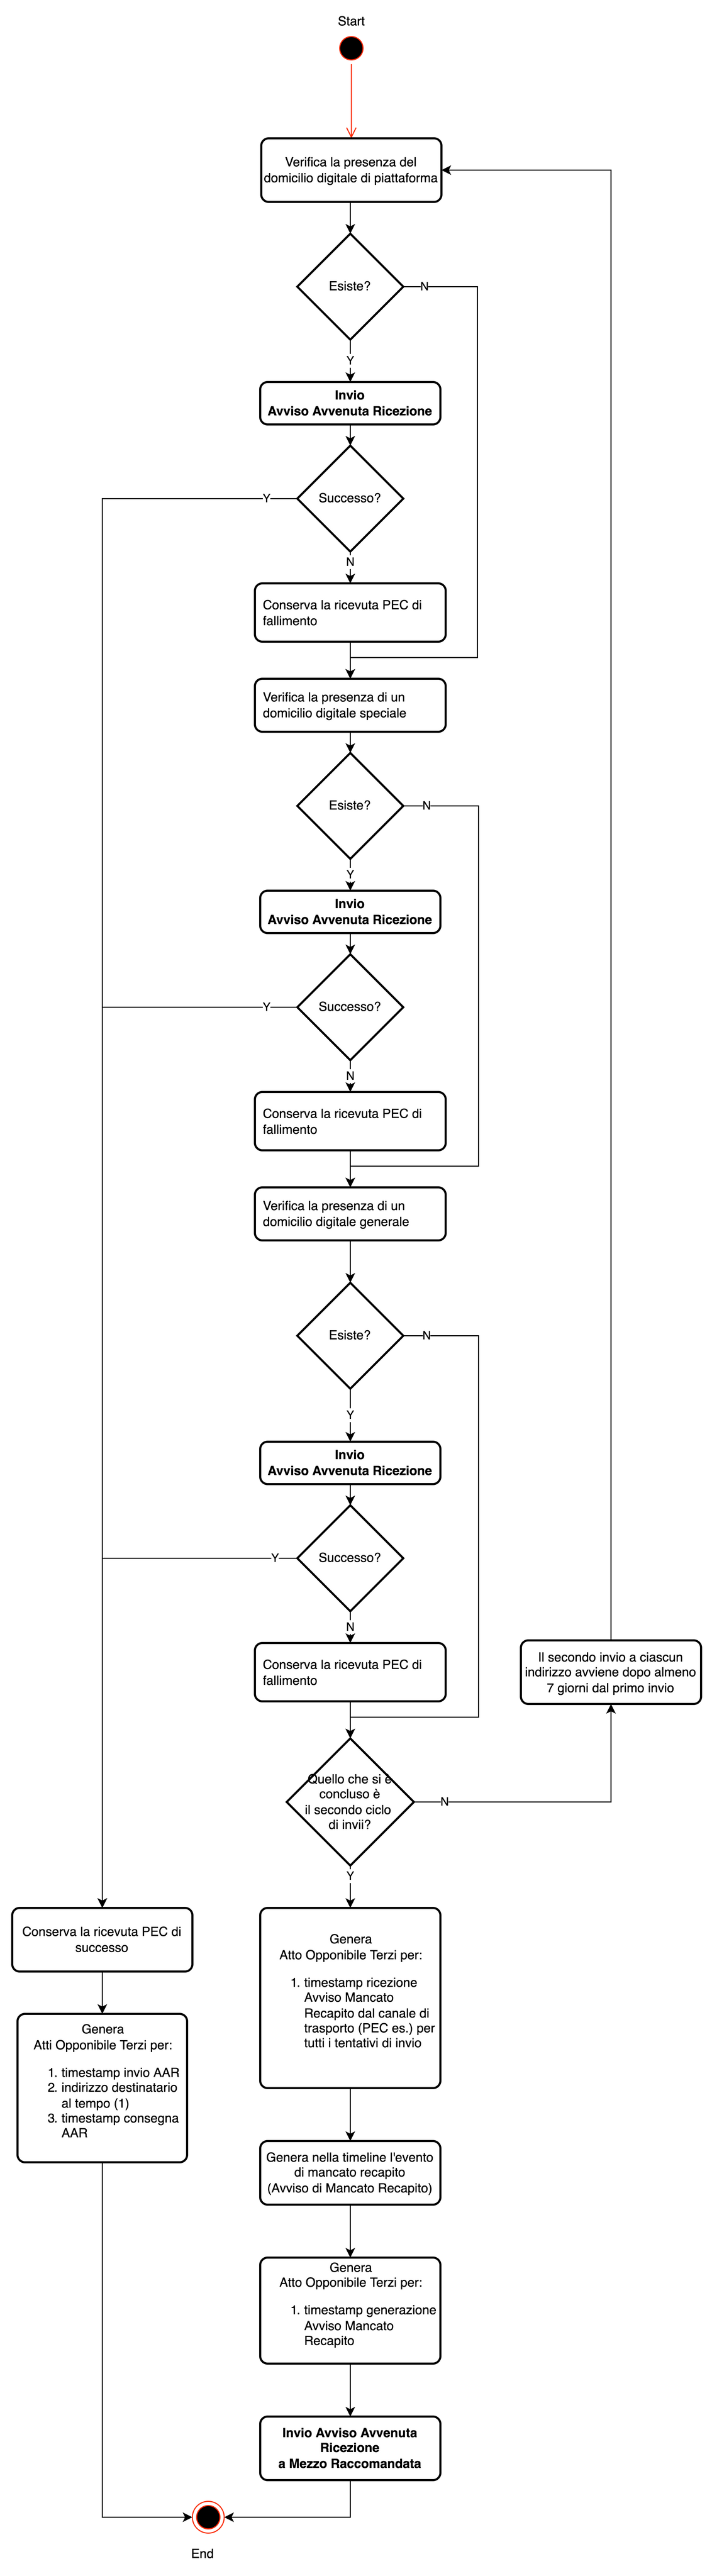 Start
Verifica la presenza del
domicilio digitale di piattaforma
Esiste?
N
Y
Invio
Avviso Avvenuta Ricezione
Successo?
Y
N
Conserva la ricevuta PEC di
fallimento
Verifica la presenza di un
domicilio digitale speciale
Esiste?
N
Y
Invio
Avviso Avvenuta Ricezione
Successo?
Y
N
Conserva la ricevuta PEC di
fallimento
Verifica la presenza di un
domicilio digitale generale
Esiste?
N
Y
Invio
Avviso Avvenuta Ricezione
Successo?
Y
N
Conserva la ricevuta PEC di
fallimento
Il secondo invio a ciascun
indirizzo avviene dopo almeno
7 giorni dal primo invio
Quello che si è
concluso è
il secondo ciclo
di invii?
N
Y
Conserva la ricevuta PEC di
successo
Genera
Atti Opponibile Terzi per:
1. timestamp invio AAR
2. indirizzo destinatario
al tempo (1)
3. timestamp consegna
AAR
Genera
Atto Opponibile Terzi per:
1. timestamp ricezione
Avviso Mancato
Recapito dal canale di
trasporto (PEC es.) per
tutti i tentativi di invio
Genera nella timeline l'evento
di mancato recapito
(Avviso di Mancato Recapito)
Genera
Atto Opponibile Terzi per:
1. timestamp generazione
Avviso Mancato
Recapito
Invio Avviso Avvenuta
Ricezione
a Mezzo Raccomandata
End